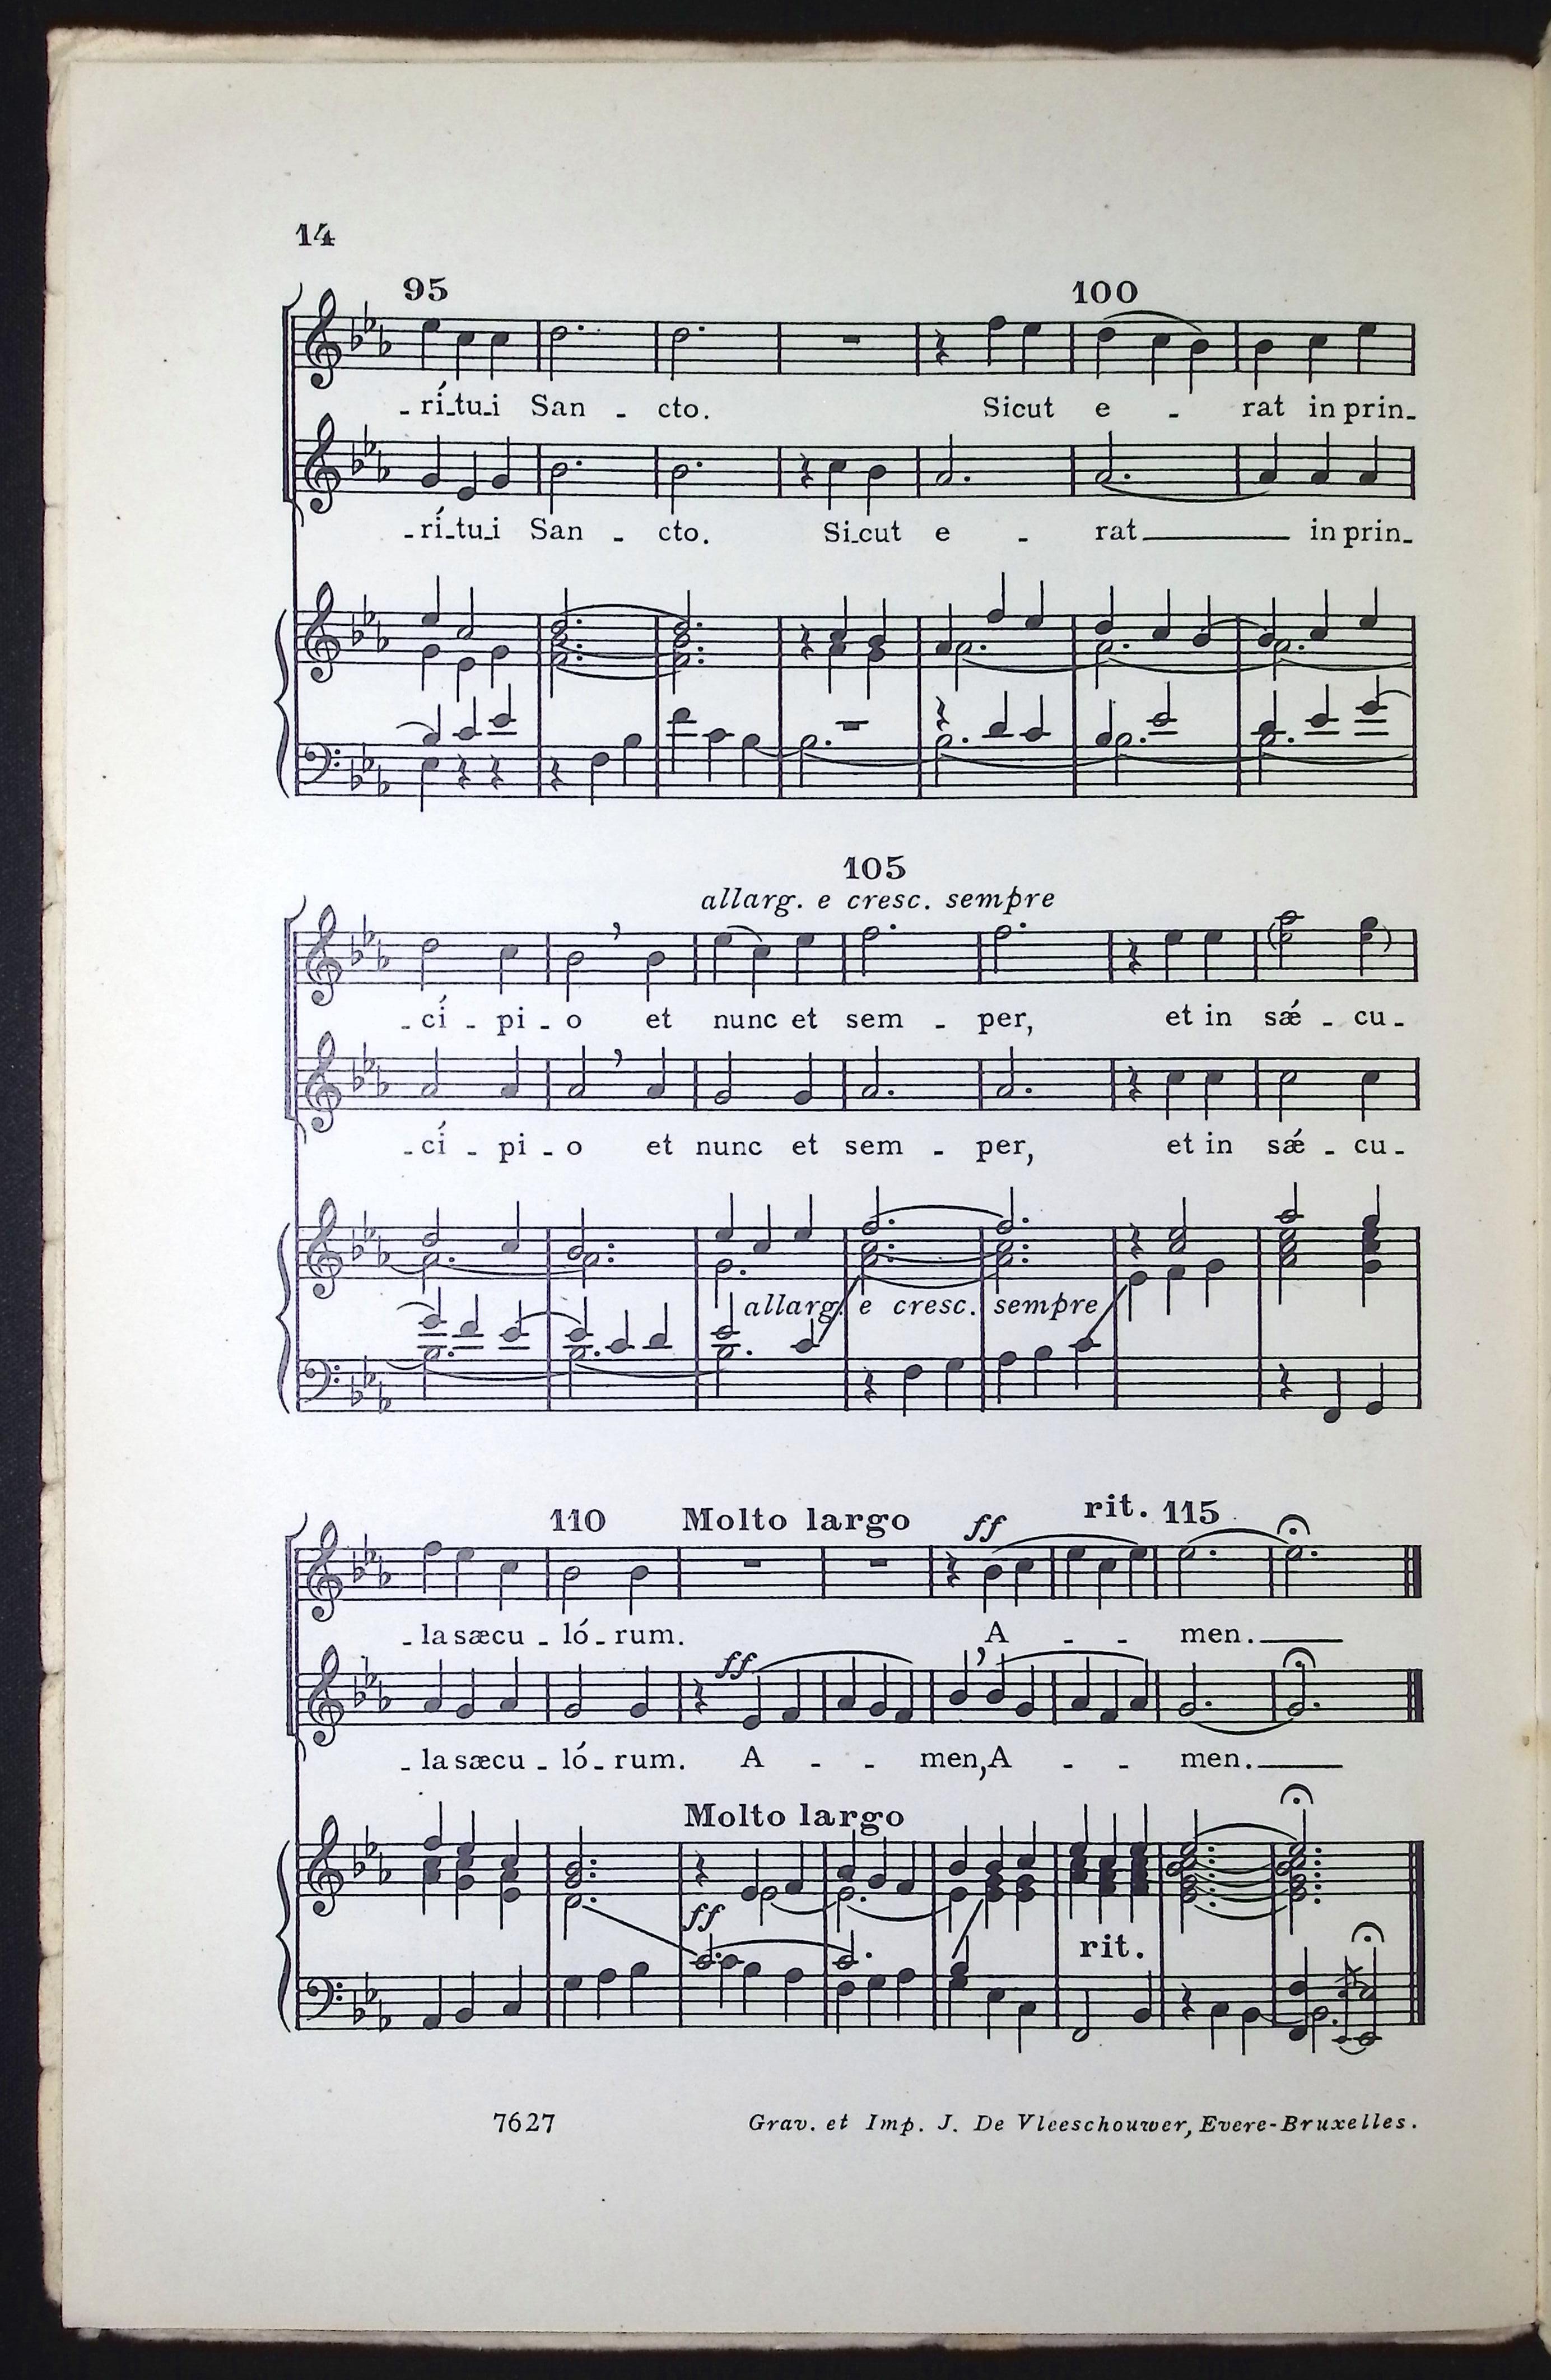 14
95 100
- rí-tu-i San - cto. Sicut e - rat in prin-
- rí-tu-i San - cto. Si-cut e - rat in prin-
105
allarg. e cresc. sempre
- cí - pi - o et nunc et sem - per, et in sǽ - cu -
- cí - pi - o et nunc et sem - per, et in sǽ - cu -
allarg. e cresc. sempre
110 Molto largo ff rit. 115
- la sæcu - ló - rum. A - - men.
ff
- la sæcu - ló - rum. A - - men, A - - men.
Molto largo
ff
rit.
7627 Grav. et Imp. J. De Vleeschouwer, Evere-Bruxelles.